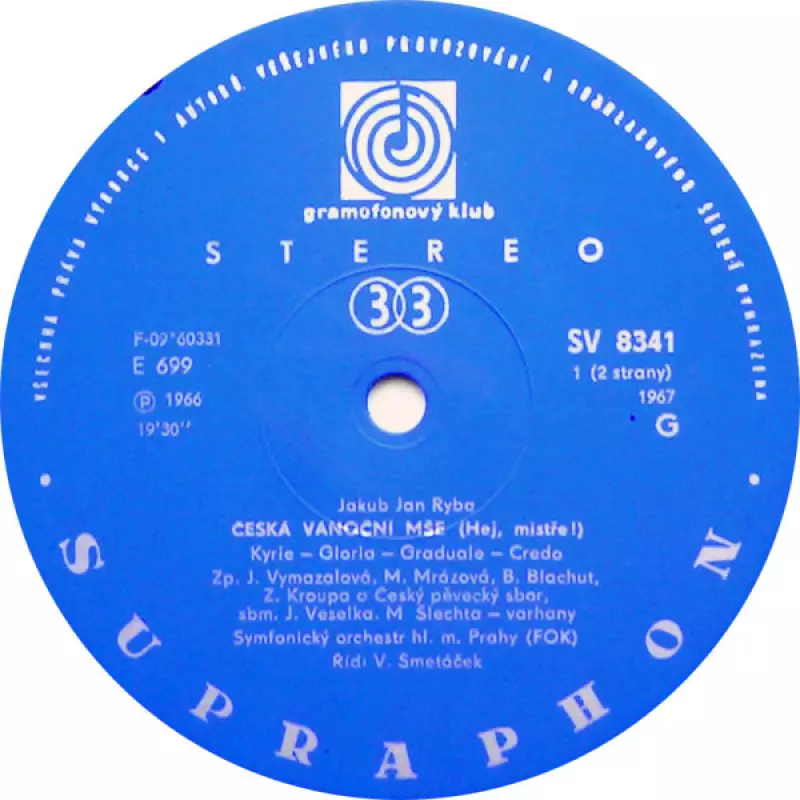 VŠECHNA PRÁVA VÝROBCE I AUTORŮ VEŘEJNÉHO PROVOZOVÁNÍ A ROZHLASOVÉHO ŠÍŘENÍ VYHRAZENA
gramofonový klub
STEREO
33
F-09*60331
E 699
Ⓟ 1966
19'30''
SV 8341
1 (2 strany)
1967
G
Jakub Jan Ryba
ČESKÁ VÁNOČNÍ MŠE (Hej, mistře!)
Kyrie – Gloria – Graduale – Credo
Zp. J. Vymazalová, M. Mrázová, B. Blachut,
Z. Kroupa a Český pěvecký sbor,
sbm. J. Veselka. M Šlechta – varhany
Symfonický orchestr hl. m. Prahy (FOK)
Řídí V. Smetáček
• SUPRAPHON •